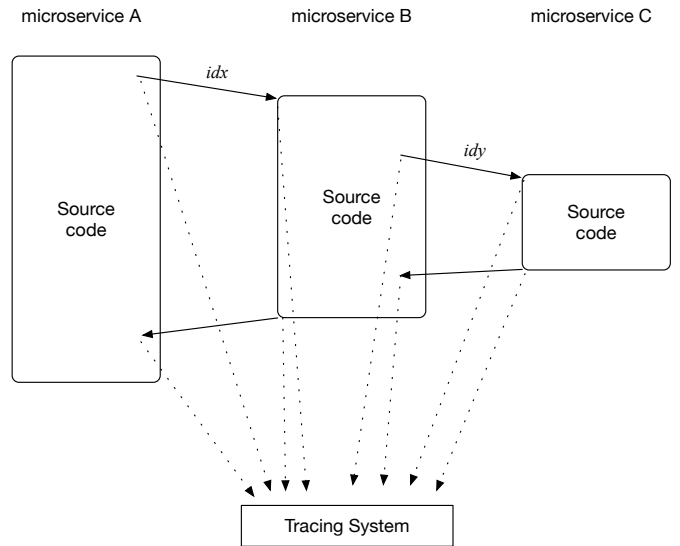 microservice A
microservice B
microservice C
idx
idy
Source
code
Source
code
Source
code
Tracing System